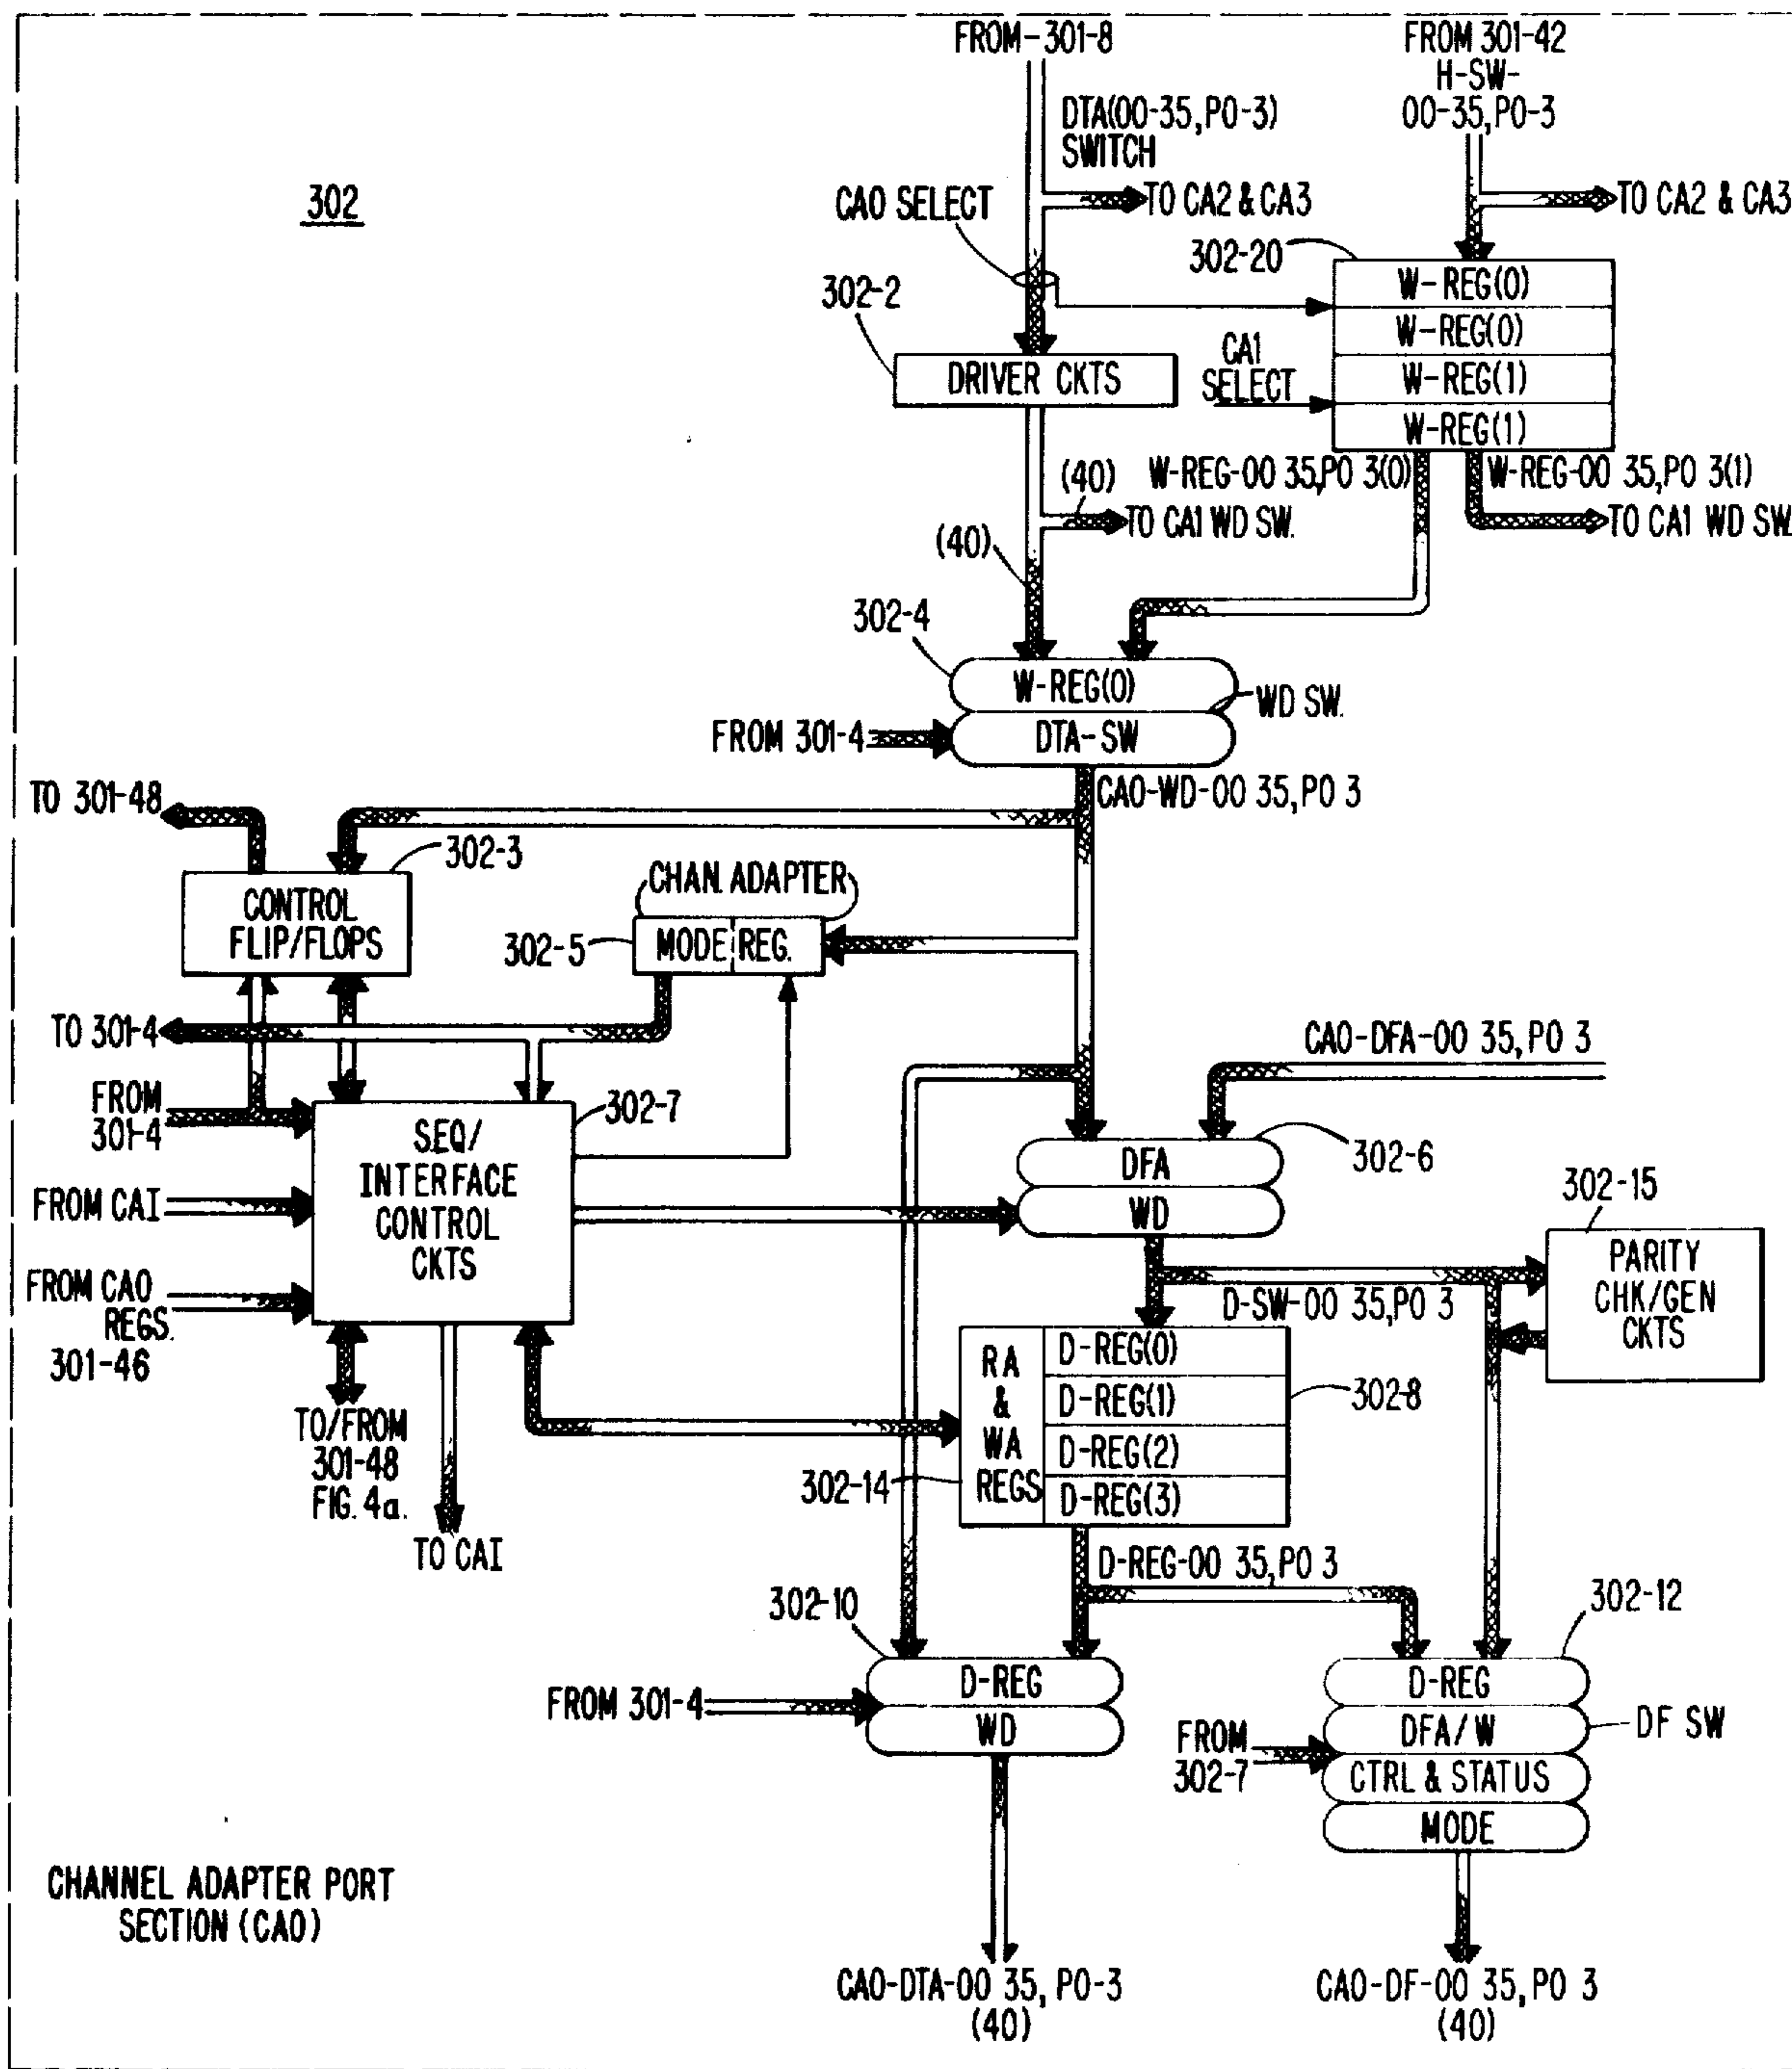 FROM-301-8
FROM 301-42
H-SW-
00-35,P0-3
DTA(00-35,P0-3)
SWITCH
302
CA0 SELECT
TO CA2 & CA3
TO CA2 & CA3
302-20
302-2
W-REG(0)
W-REG(0)
W-REG(1)
W-REG(1)
CA1
SELECT
DRIVER CKTS
(40)
W-REG-00 35,P0 3(0)
W-REG-00 35,P0 3(1)
TO CA1 WD SW.
TO CA1 WD SW.
(40)
302-4
W-REG(0)
WD SW.
FROM 301-4
DTA-SW
CA0-WD-00 35,P0 3
TO 301-48
302-3
CONTROL
FLIP/FLOPS
CHAN. ADAPTER
302-5
MODE REG.
TO 301-4
CA0-DFA-00 35, P0 3
FROM
301-4
302-7
SEQ/
INTERFACE
CONTROL
CKTS
DFA
WD
302-6
302-15
FROM CAI
PARITY
CHK/GEN
CKTS
FROM CA0
REGS.
301-46
D-SW-00 35,P0 3
RA
&
WA
REGS
D-REG(0)
D-REG(1)
D-REG(2)
D-REG(3)
302-8
302-14
TO/FROM
301-48
FIG. 4a.
TO CAI
D-REG-00 35,P0 3
302-10
302-12
D-REG
WD
FROM 301-4
D-REG
DFA/W
CTRL & STATUS
MODE
DF SW
FROM
302-7
CHANNEL ADAPTER PORT
SECTION (CA0)
CA0-DTA-00 35, P0-3
(40)
CA0-DF-00 35, P0 3
(40)